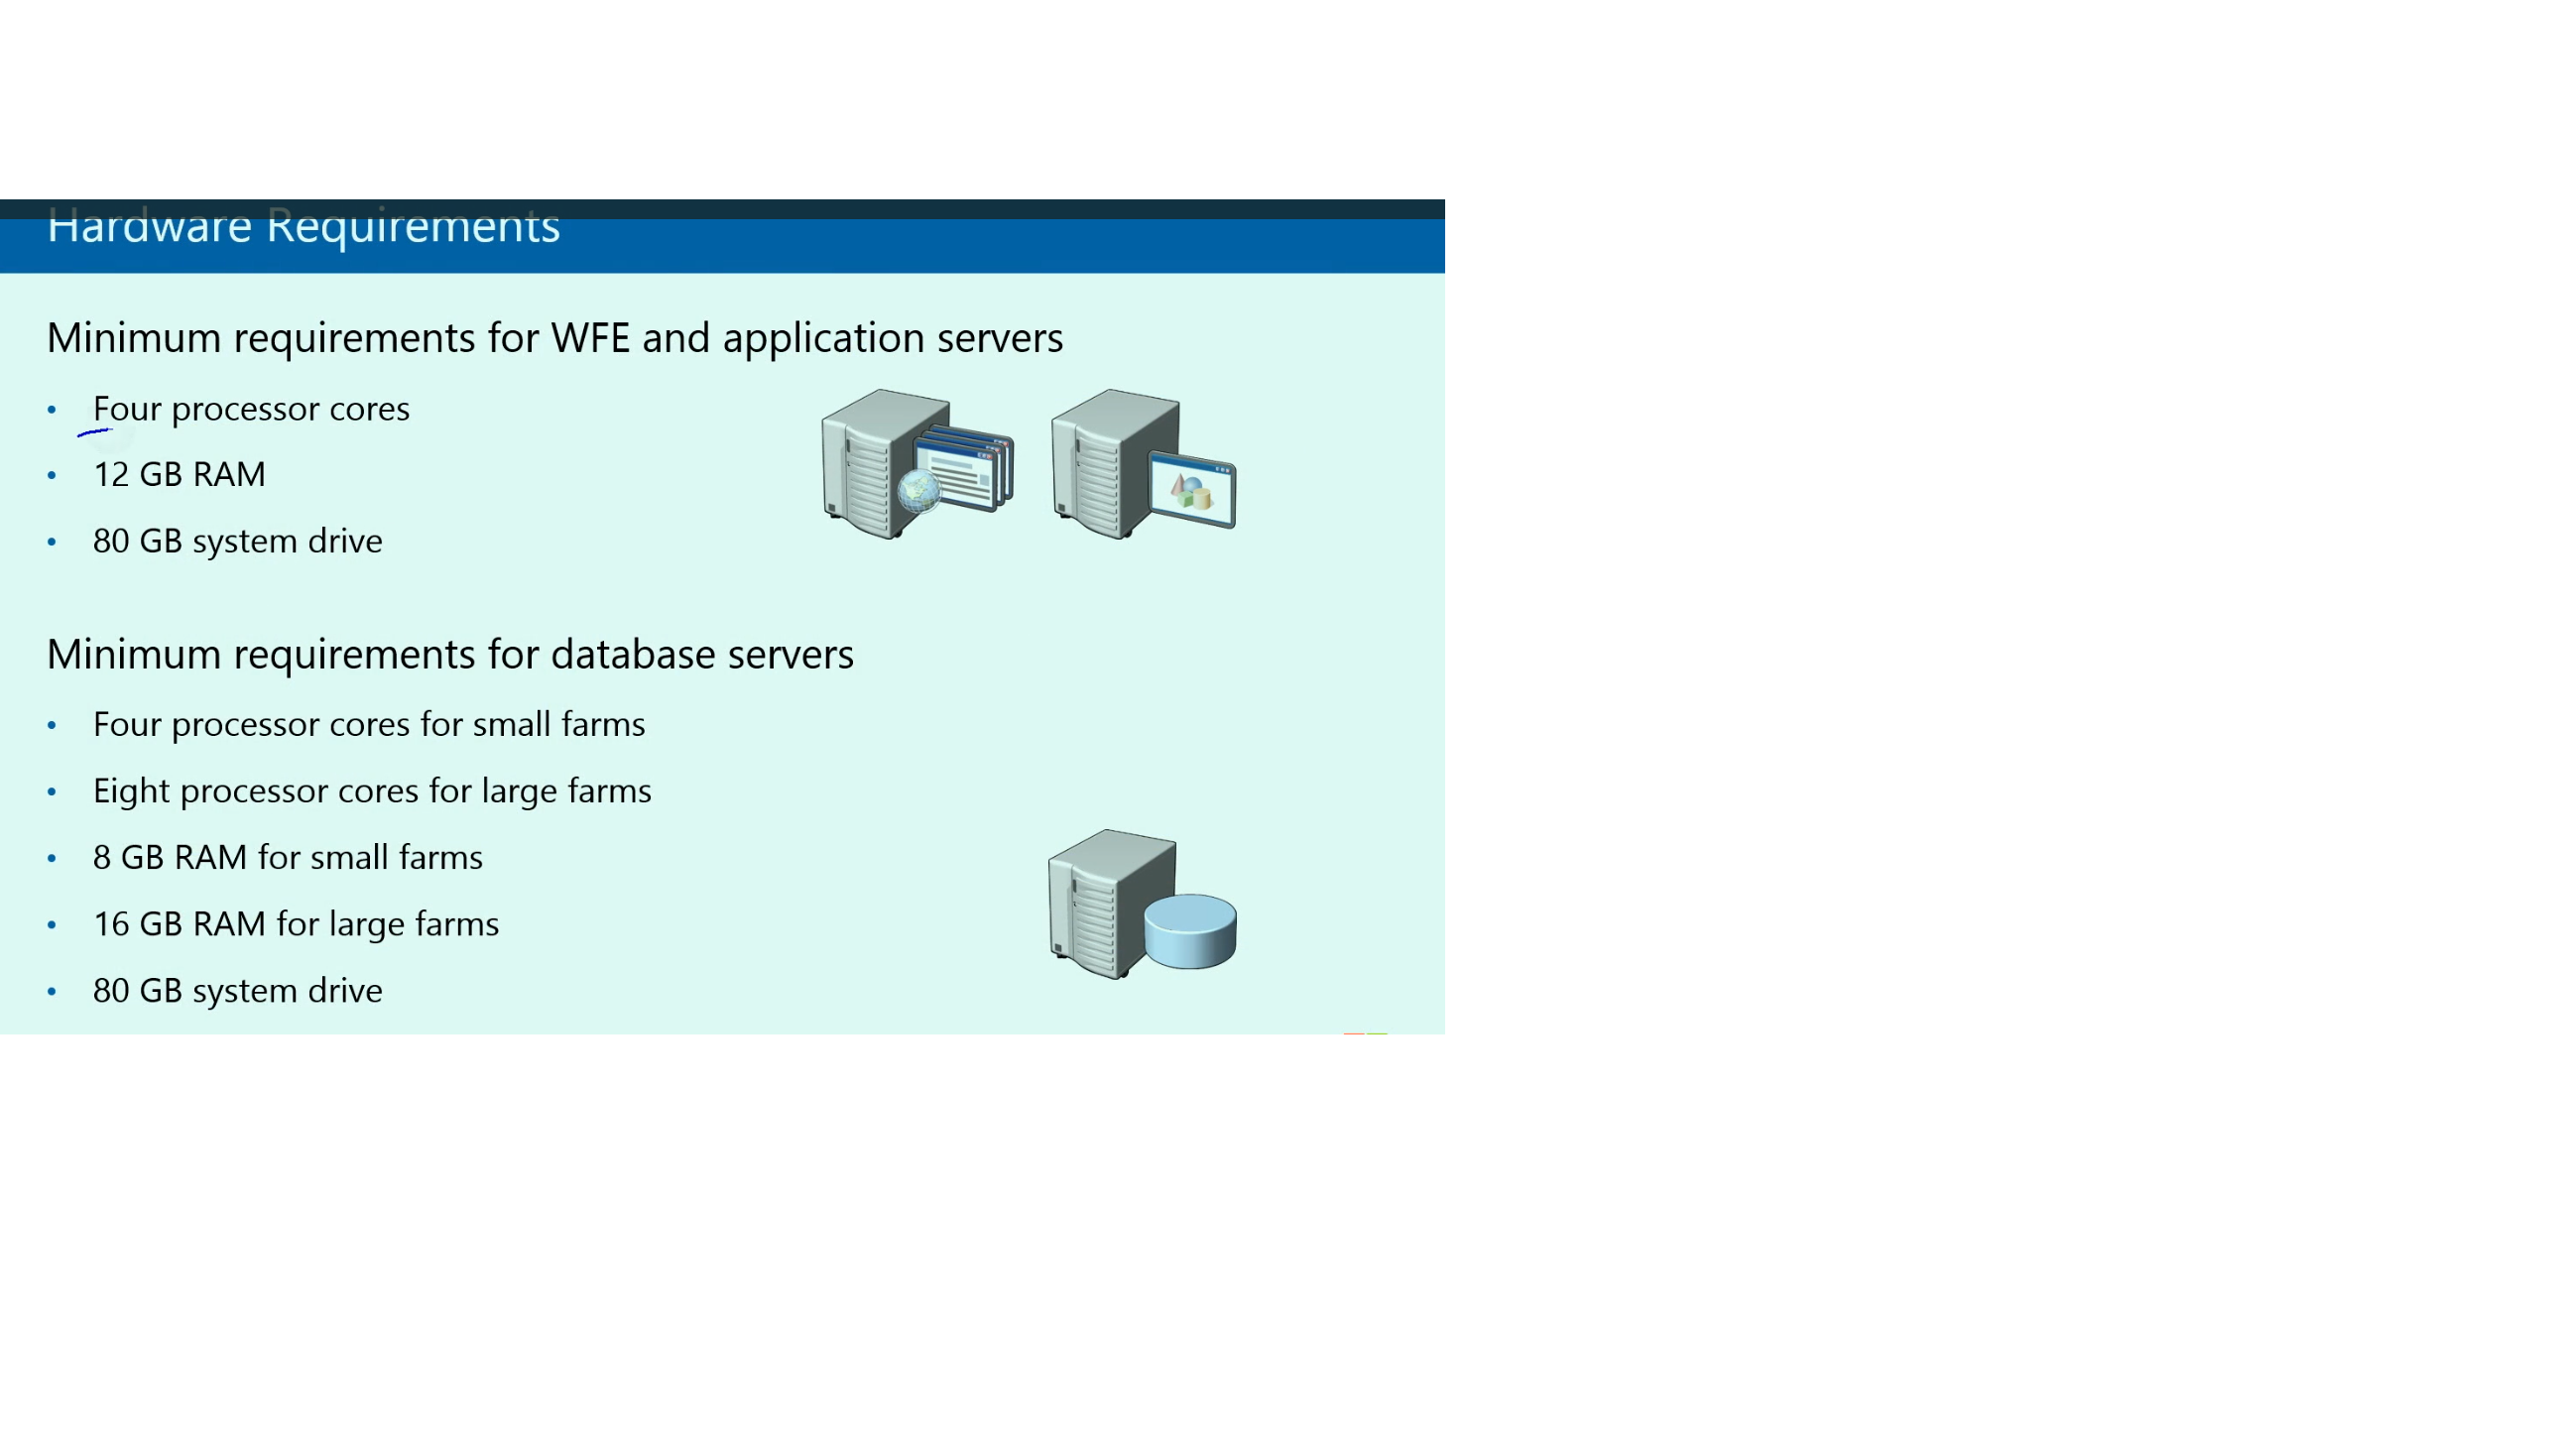 Hardware Requirements
Minimum requirements for WFE and application servers
• Four processor cores
• 12 GB RAM
• 80 GB system drive
Minimum requirements for database servers
• Four processor cores for small farms
• Eight processor cores for large farms
• 8 GB RAM for small farms
• 16 GB RAM for large farms
• 80 GB system drive